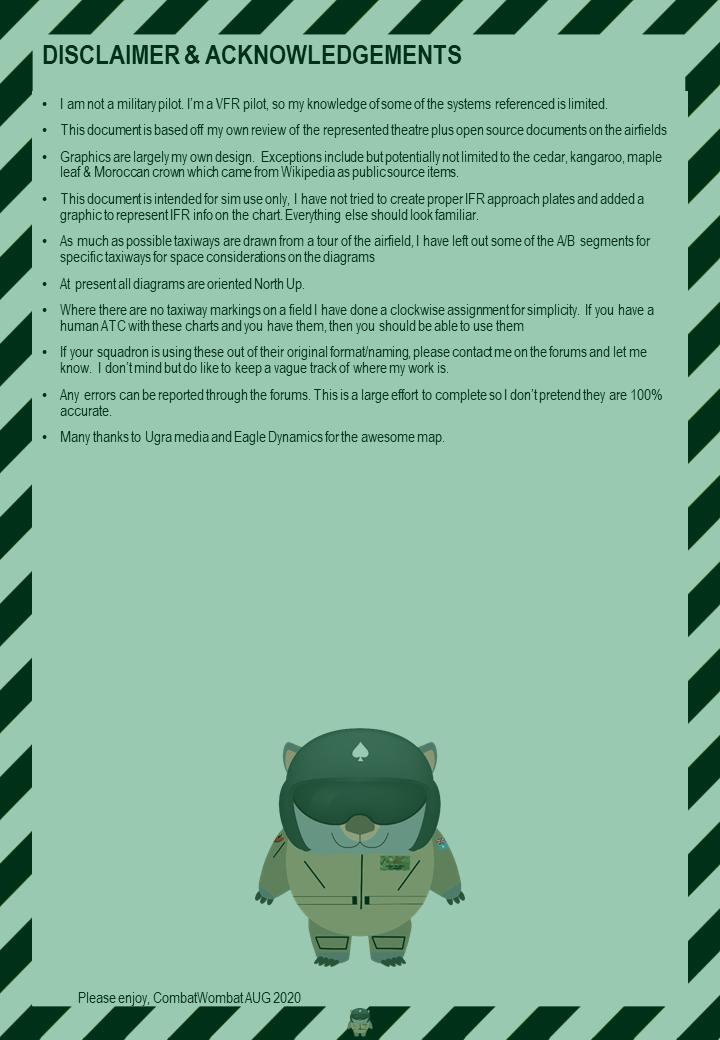 DISCLAIMER & ACKNOWLEDGEMENTS
• I am not a military pilot. I'm a VFR pilot, so my knowledge of some of the systems referenced is limited.
• This document is based off my own review of the represented theatre plus open source documents on the airfields
• Graphics are largely my own design. Exceptions include but potentially not limited to the cedar, kangaroo, maple
leaf & Moroccan crown which came from Wikipedia as public source items.
• This document is intended for sim use only, I have not tried to create proper IFR approach plates and added a
graphic to represent IFR info on the chart. Everything else should look familiar.
• As much as possible taxiways are drawn from a tour of the airfield, I have left out some of the A/B segments for
specific taxiways for space considerations on the diagrams
• At present all diagrams are oriented North Up.
• Where there are no taxiway markings on a field I have done a clockwise assignment for simplicity. If you have a
human ATC with these charts and you have them, then you should be able to use them
• If your squadron is using these out of their original format/naming, please contact me on the forums and let me
know. I don't mind but do like to keep a vague track of where my work is.
• Any errors can be reported through the forums. This is a large effort to complete so I don't pretend they are 100%
accurate.
• Many thanks to Ugra media and Eagle Dynamics for the awesome map.
Please enjoy, CombatWombat AUG 2020